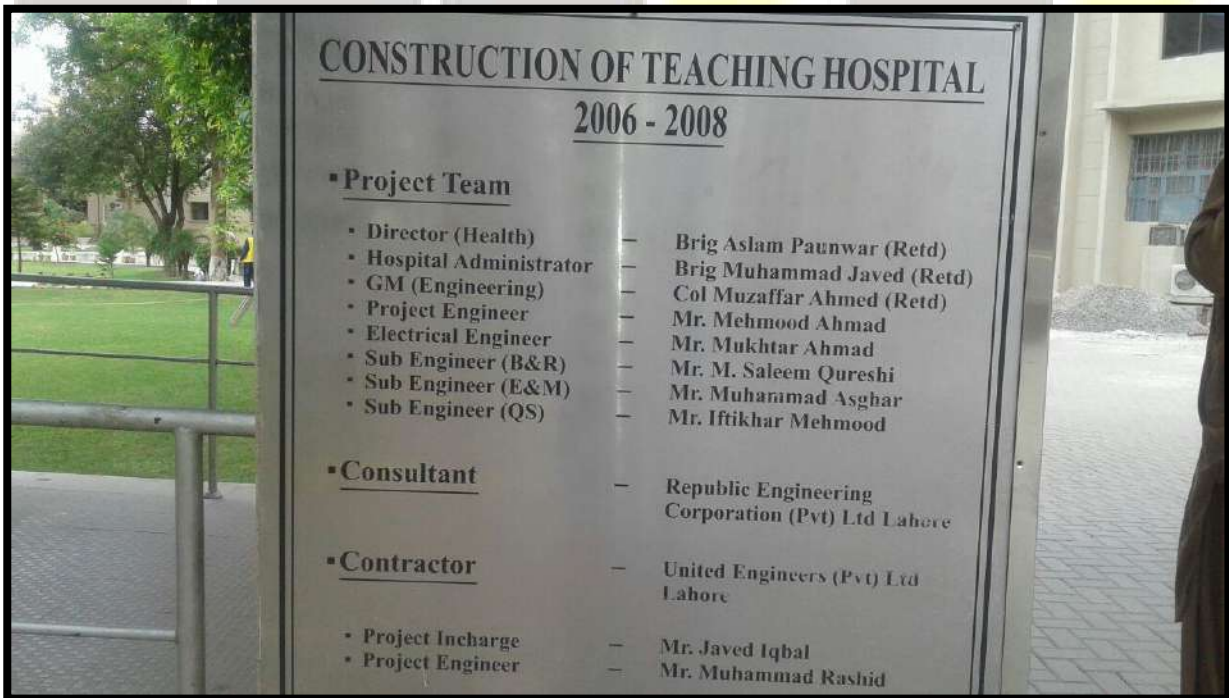 CONSTRUCTION OF TEACHING HOSPITAL
2006 - 2008
▪ Project Team
▪ Director (Health) – Brig Aslam Paunwar (Retd)
▪ Hospital Administrator – Brig Muhammad Javed (Retd)
▪ GM (Engineering) – Col Muzaffar Ahmed (Retd)
▪ Project Engineer – Mr. Mehmood Ahmad
▪ Electrical Engineer – Mr. Mukhtar Ahmad
▪ Sub Engineer (B&R) – Mr. M. Saleem Qureshi
▪ Sub Engineer (E&M) – Mr. Muhammad Asghar
▪ Sub Engineer (QS) – Mr. Iftikhar Mehmood
▪ Consultant – Republic Engineering
Corporation (Pvt) Ltd Lahore
▪ Contractor – United Engineers (Pvt) Ltd
Lahore
▪ Project Incharge – Mr. Javed Iqbal
▪ Project Engineer – Mr. Muhammad Rashid